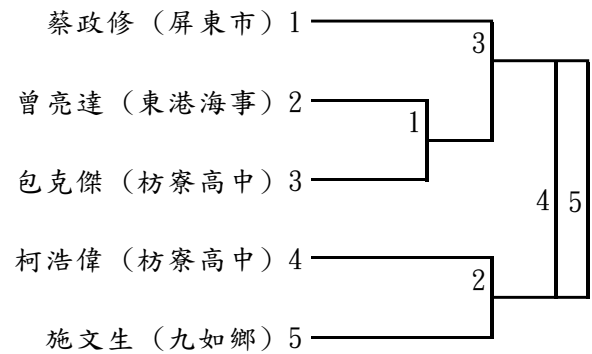 蔡政修（屏東市）1
3
曾亮達（東港海事）2
1
包克傑（枋寮高中）3
4 5
柯浩偉（枋寮高中）4
2
施文生（九如鄉）5